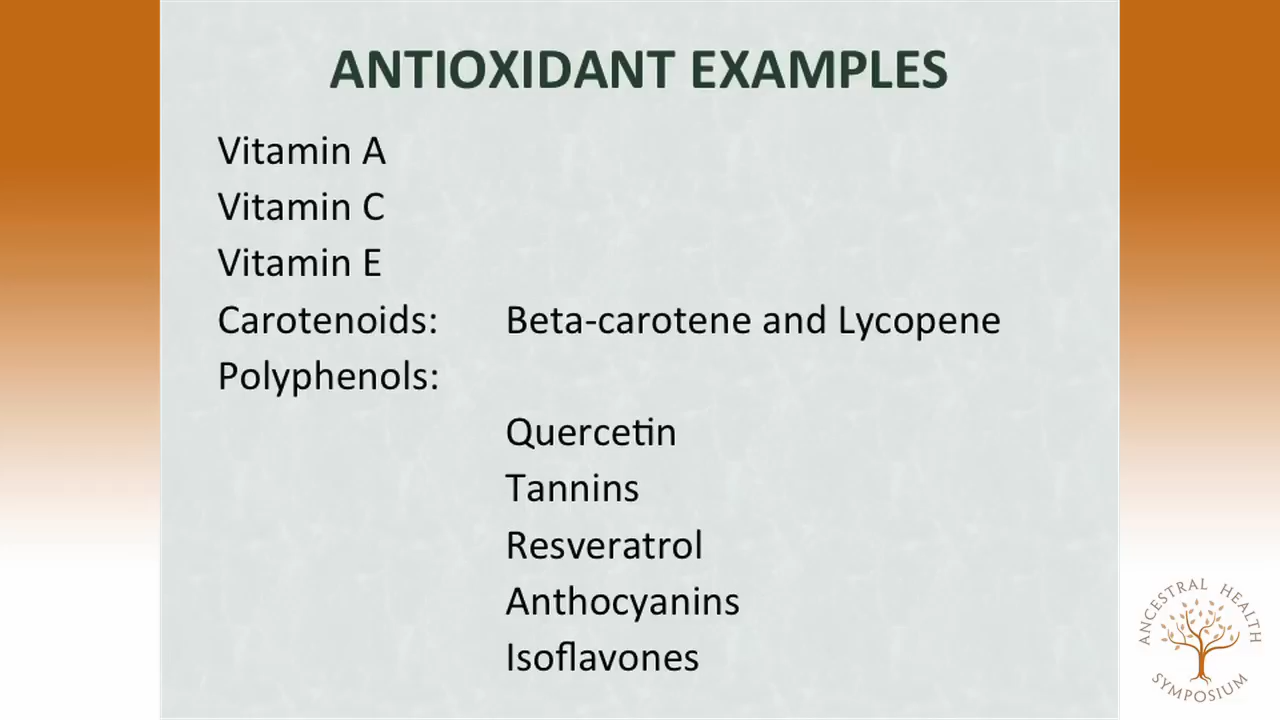 ANTIOXIDANT EXAMPLES
Vitamin A
Vitamin C
Vitamin E
Carotenoids: Beta-carotene and Lycopene
Polyphenols:
Quercetin
Tannins
Resveratrol
Anthocyanins
Isoflavones
ANCESTRAL HEALTH
SYMPOSIUM